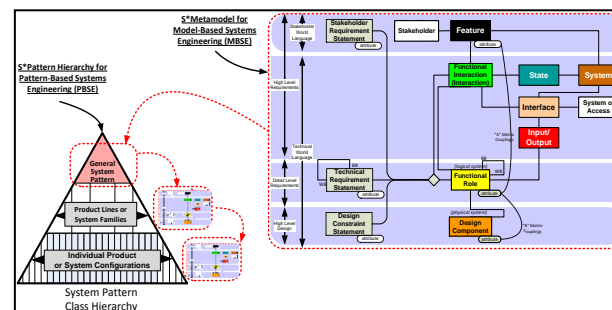 S*Pattern Hierarchy for
Pattern-Based Systems
Engineering (PBSE)
General
System
Pattern
Product Lines or
System Families
Individual Product
or System Configurations
System Pattern
Class Hierarchy
S*Metamodel for
Model-Based Systems
Engineering (MBSE)
Stakeholder
World
Language
High Level
Requirements
Technical
World
Language
Detail Level
Requirements
High Level
Design
Stakeholder
Requirement
Statement
attribute
Stakeholder
Feature
attribute
Functional
Interaction
(Interaction)
State
System
Interface
System of
Access
Input/
Output
"A" Matrix
Couplings
Technical
Requirement
Statement
attribute
BB
WB
(logical system)
Functional
Role
attribute
BB
WB
Design
Constraint
Statement
attribute
(physical system)
Design
Component
attribute
"B" Matrix
Couplings